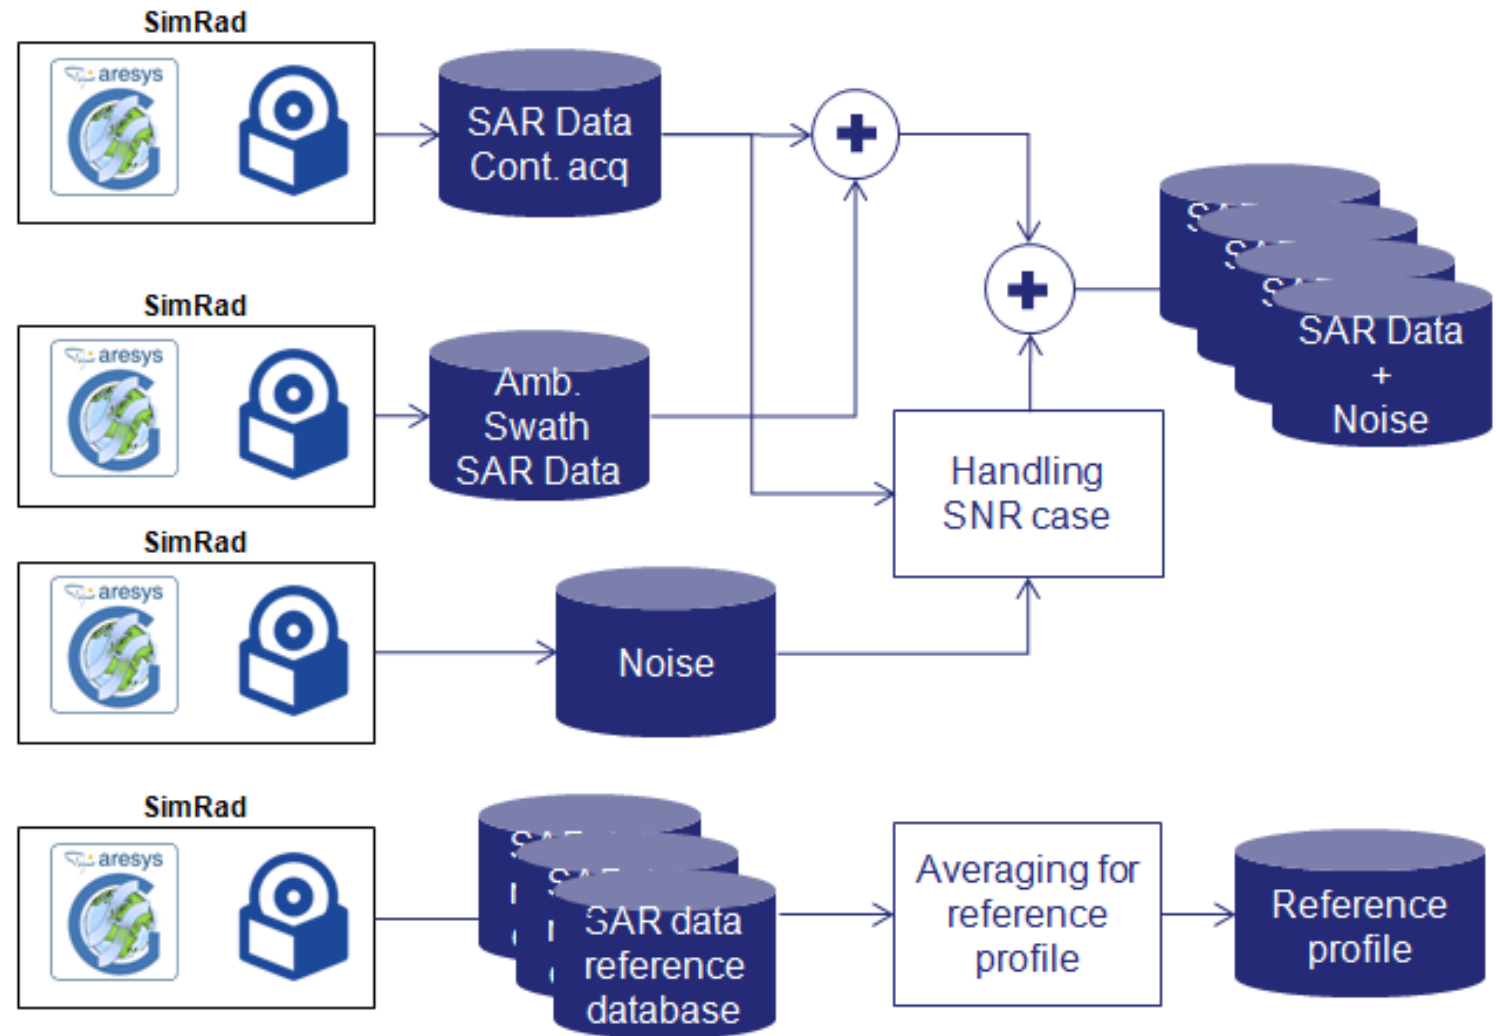 SimRad
aresys
SAR Data
Cont. acq
SimRad
aresys
Amb.
Swath
SAR Data
Handling
SNR case
SAR Data
+
Noise
SimRad
aresys
Noise
SimRad
aresys
SAR data
reference
database
Averaging for
reference
profile
Reference
profile